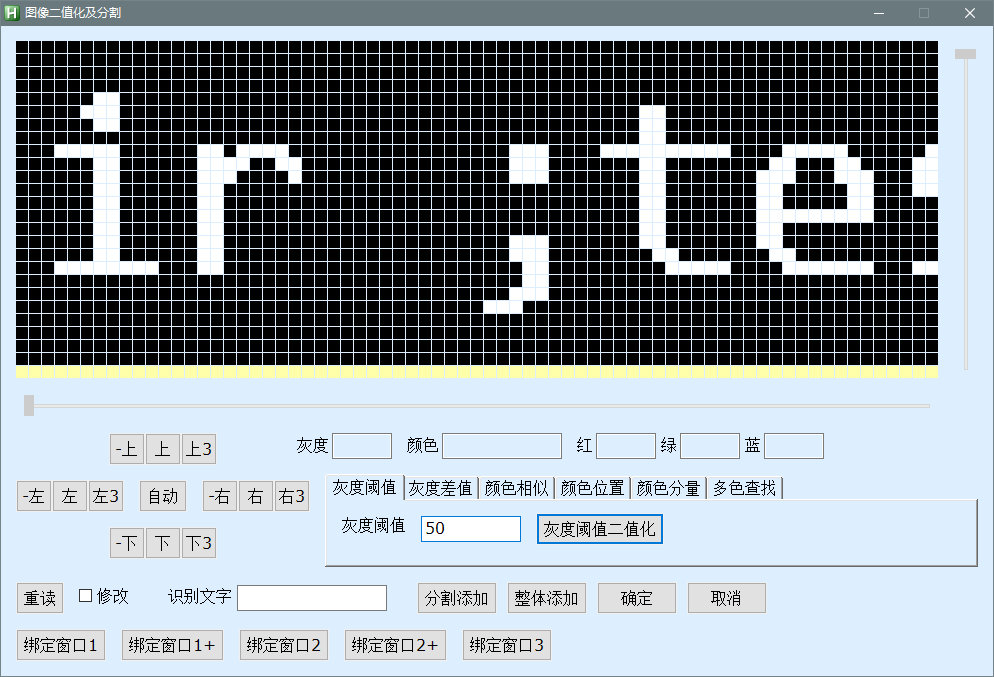 图像二值化及分割
ir ;te
-上 上 上3 灰度 颜色 红 绿 蓝
-左 左 左3 自动 -右 右 右3
灰度阈值 灰度差值 颜色相似 颜色位置 颜色分量 多色查找
灰度阈值 50 灰度阈值二值化
-下 下 下3
重读 修改 识别文字 分割添加 整体添加 确定 取消
绑定窗口1 绑定窗口1+ 绑定窗口2 绑定窗口2+ 绑定窗口3